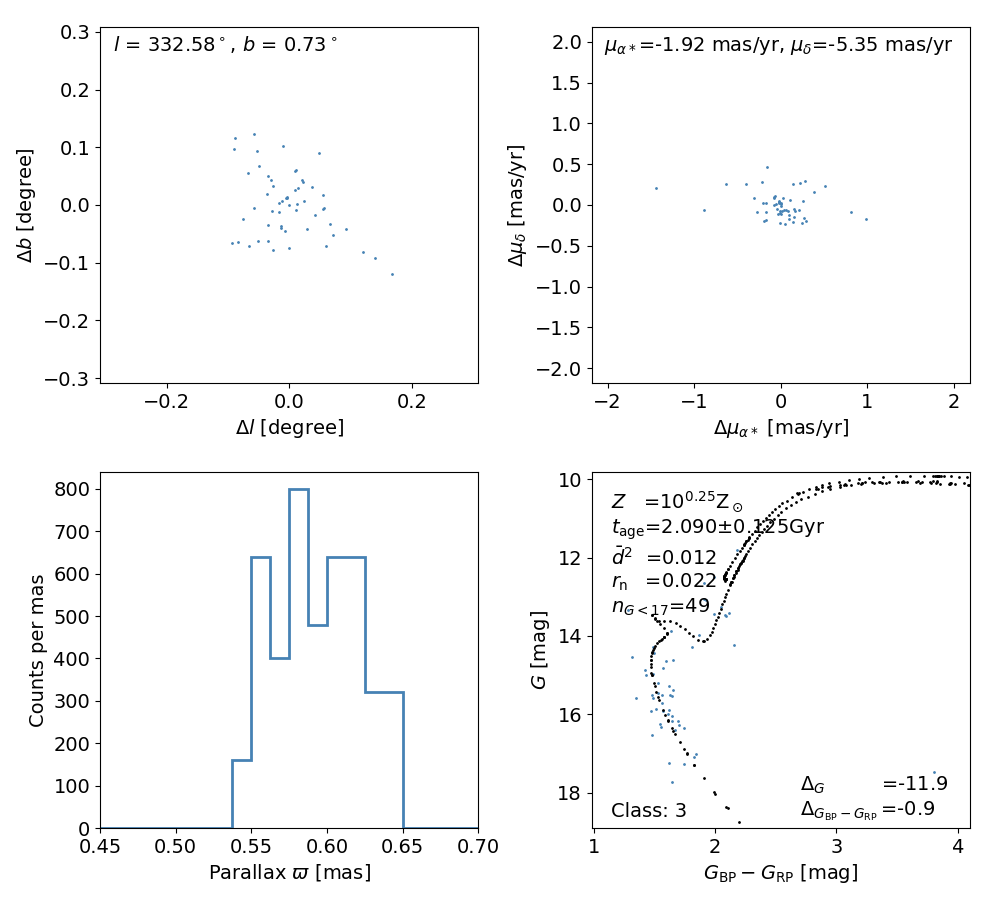 l = 332.58°, b = 0.73°
0.3
0.2
0.1
0.0
−0.1
−0.2
−0.3
−0.2
0.0
0.2
Δb [degree]
Δl [degree]
μα*=-1.92 mas/yr, μδ=-5.35 mas/yr
2.0
1.5
1.0
0.5
0.0
−0.5
−1.0
−1.5
−2.0
−2
−1
0
1
2
Δμδ [mas/yr]
Δμα* [mas/yr]
800
700
600
500
400
300
200
100
0
0.45
0.50
0.55
0.60
0.65
0.70
Counts per mas
Parallax ϖ [mas]
10
12
14
16
18
1
2
3
4
G [mag]
GBP − GRP [mag]
Z =10^0.25 Z⊙
tage=2.090±0.125Gyr
d̄² =0.012
rn =0.022
nG<17=49
ΔG =-11.9
ΔGBP−GRP =-0.9
Class: 3